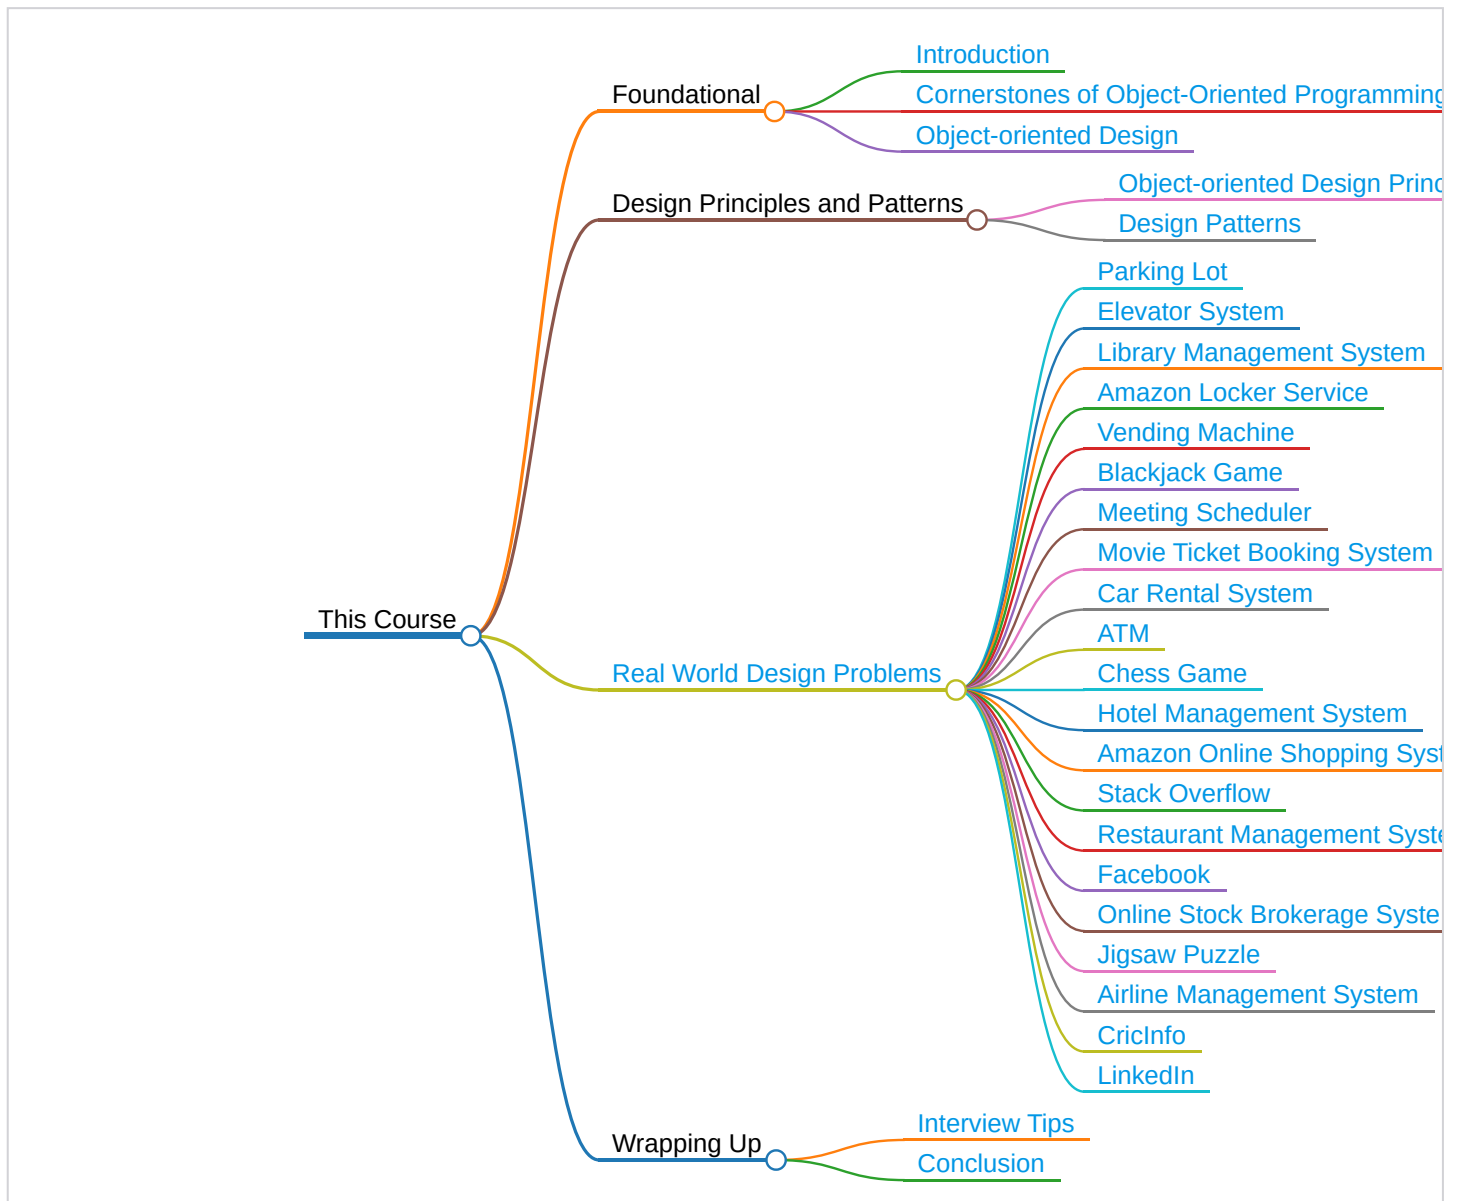 Introduction
Foundational
Cornerstones of Object-Oriented Programming
Object-oriented Design
Object-oriented Design Princ
Design Principles and Patterns
Design Patterns
Parking Lot
Elevator System
Library Management System
Amazon Locker Service
Vending Machine
Blackjack Game
Meeting Scheduler
Movie Ticket Booking System
Car Rental System
This Course
ATM
Real World Design Problems
Chess Game
Hotel Management System
Amazon Online Shopping Syst
Stack Overflow
Restaurant Management Syste
Facebook
Online Stock Brokerage Syste
Jigsaw Puzzle
Airline Management System
CricInfo
LinkedIn
Interview Tips
Wrapping Up
Conclusion